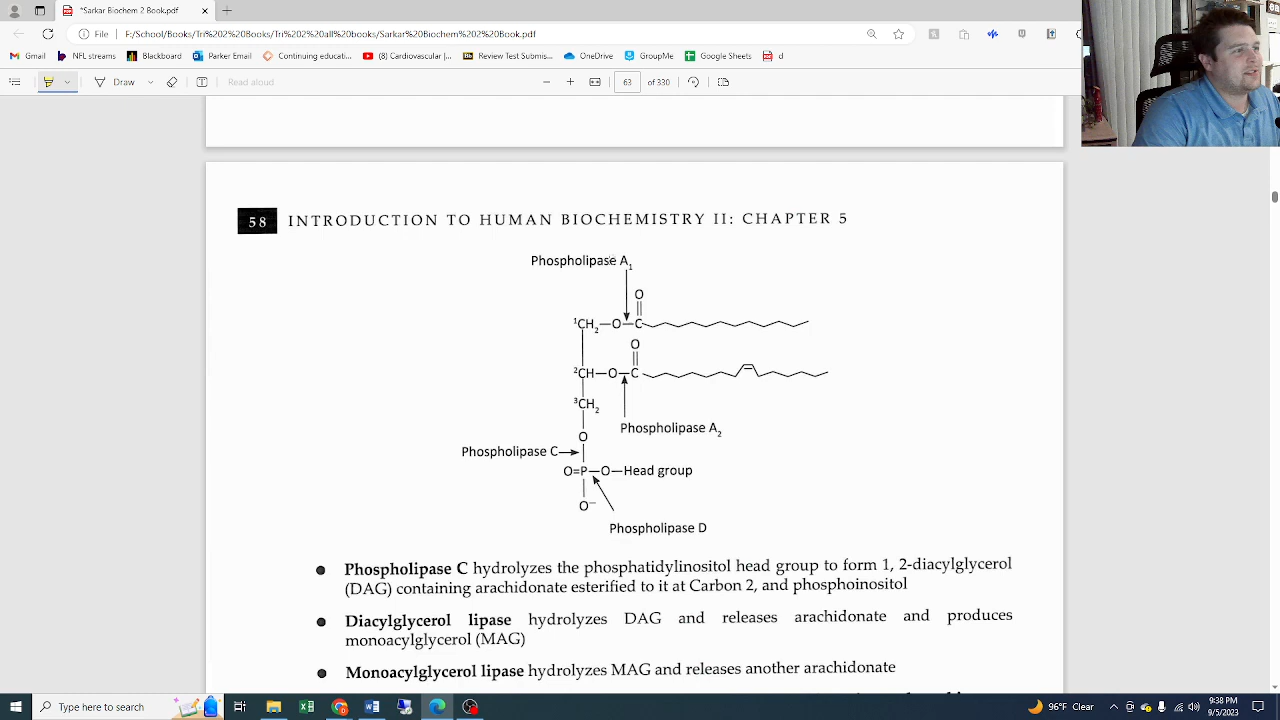 *Sarkar Biochem 2 Book.pdf
File F:/School/Books/Tri%202%20Books/Tri%202%20all%20books/Sarkar%20Biochem%202%20Book.pdf
Gmail NFL streams Blackboard Parker Email Continuing educati... (8) Cardiovascular |... Review Test Submis... OneDrive GroupMe Google Sheets d
Draw Read aloud 63 of 330
58 INTRODUCTION TO HUMAN BIOCHEMISTRY II: CHAPTER 5
Phospholipase A1
O
1CH2—O—C
O
2CH—O—C
3CH2
Phospholipase A2
O
Phospholipase C
O=P—O—Head group
O−
Phospholipase D
Phospholipase C hydrolyzes the phosphatidylinositol head group to form 1, 2-diacylglycerol
(DAG) containing arachidonate esterified to it at Carbon 2, and phosphoinositol
Diacylglycerol lipase hydrolyzes DAG and releases arachidonate and produces
monoacylglycerol (MAG)
Monoacylglycerol lipase hydrolyzes MAG and releases another arachidonate
Type here to search 96°F Clear 9:38 PM
9/5/2023